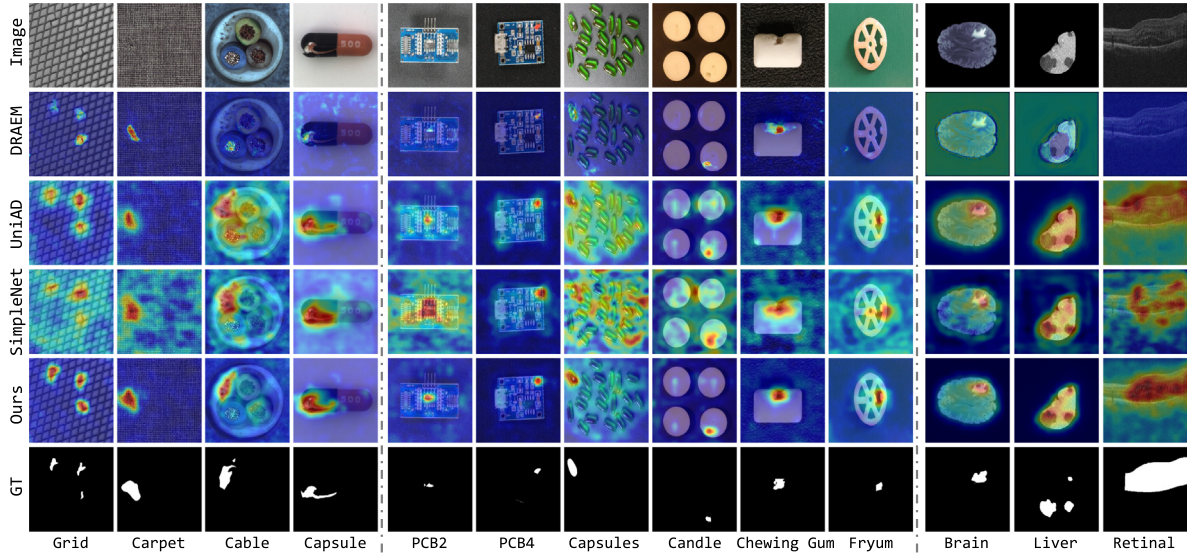 Image
500
DRAEM
500
UniAD
SimpleNet
Ours
GT
Grid Carpet Cable Capsule PCB2 PCB4 Capsules Candle Chewing Gum Fryum Brain Liver Retinal